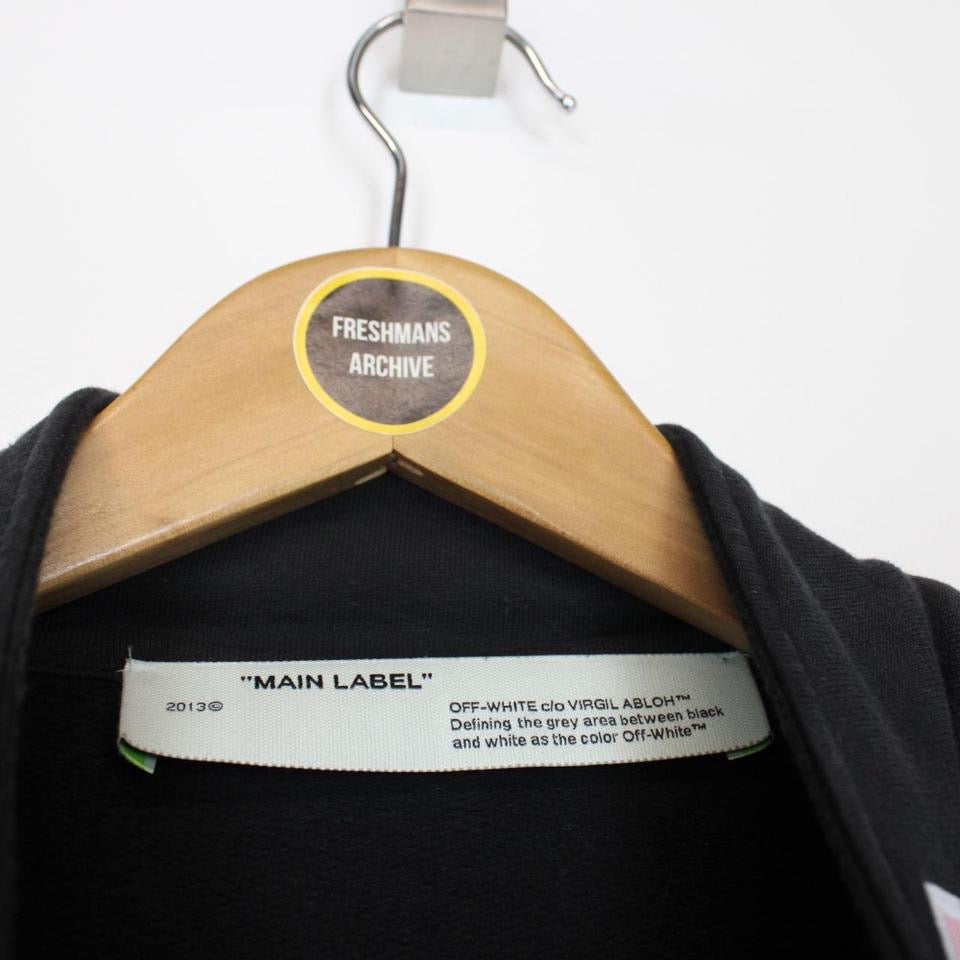 FRESHMANS
ARCHIVE
"MAIN LABEL"
2013©
OFF-WHITE c/o VIRGIL ABLOH™
Defining the grey area between black
and white as the color Off-White™